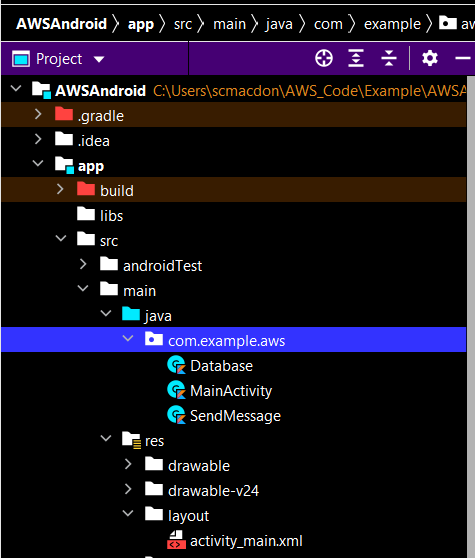 AWSAndroid > app > src > main > java > com > example > aw
Project
AWSAndroid C:\Users\scmacdon\AWS_Code\Example\AWSA
.gradle
.idea
app
build
libs
src
androidTest
main
java
com.example.aws
Database
MainActivity
SendMessage
res
drawable
drawable-v24
layout
activity_main.xml